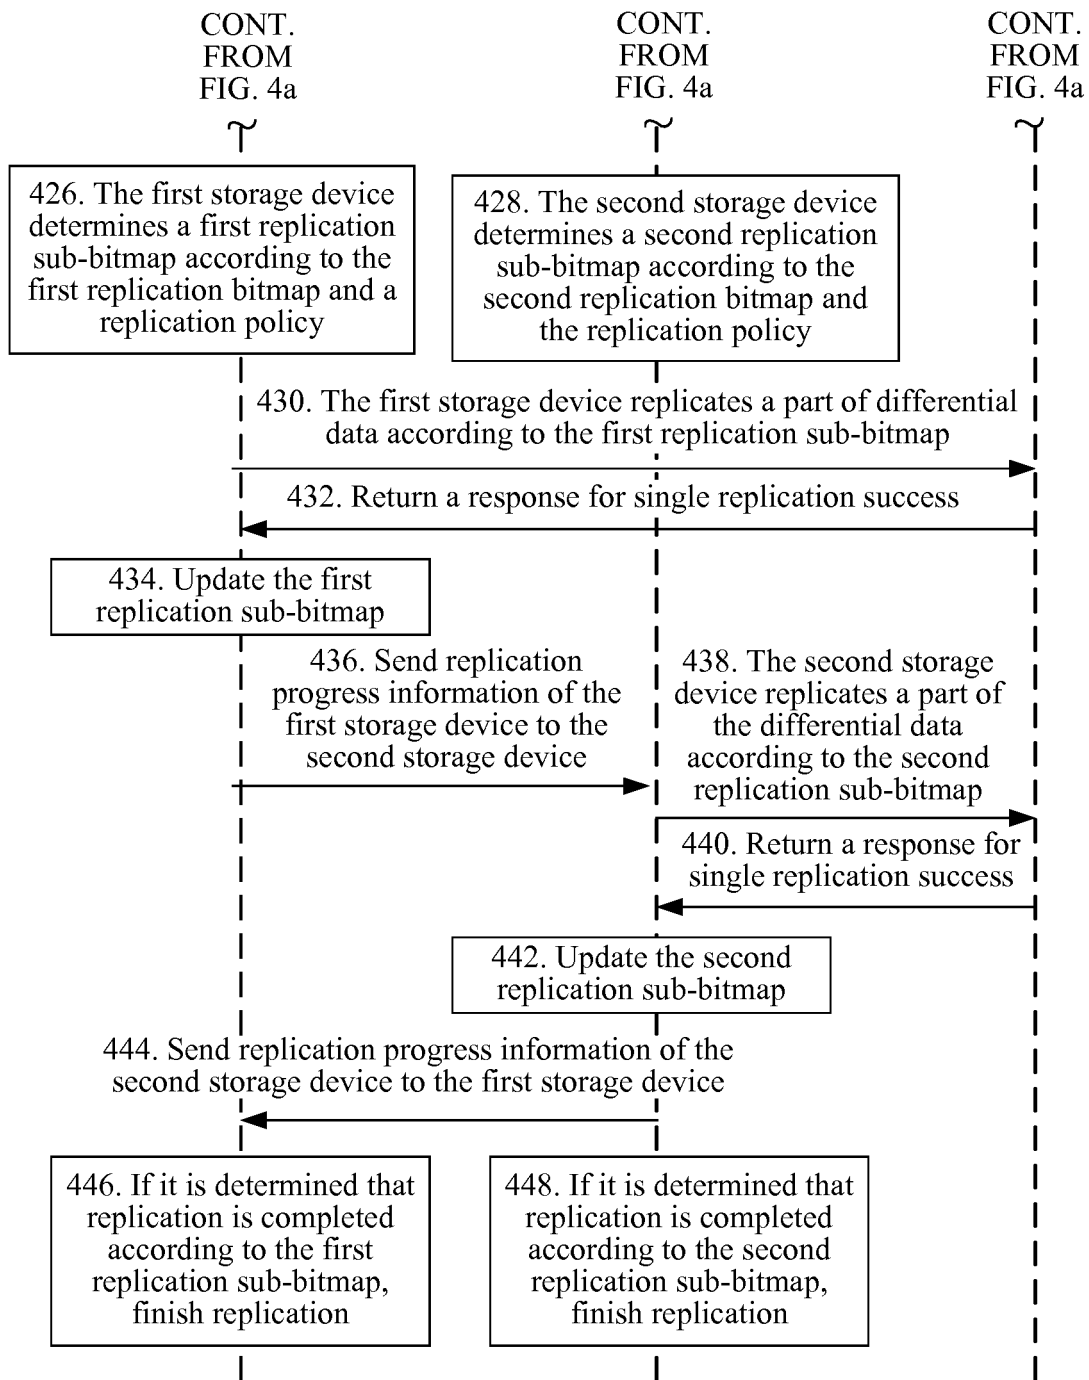 CONT.
FROM
FIG. 4a
CONT.
FROM
FIG. 4a
CONT.
FROM
FIG. 4a
426. The first storage device
determines a first replication
sub-bitmap according to the
first replication bitmap and a
replication policy
428. The second storage device
determines a second replication
sub-bitmap according to the
second replication bitmap and
the replication policy
430. The first storage device replicates a part of differential
data according to the first replication sub-bitmap
432. Return a response for single replication success
434. Update the first
replication sub-bitmap
436. Send replication
progress information of the
first storage device to the
second storage device
438. The second storage
device replicates a part of
the differential data
according to the second
replication sub-bitmap
440. Return a response for
single replication success
442. Update the second
replication sub-bitmap
444. Send replication progress information of the
second storage device to the first storage device
446. If it is determined that
replication is completed
according to the first
replication sub-bitmap,
finish replication
448. If it is determined that
replication is completed
according to the second
replication sub-bitmap,
finish replication